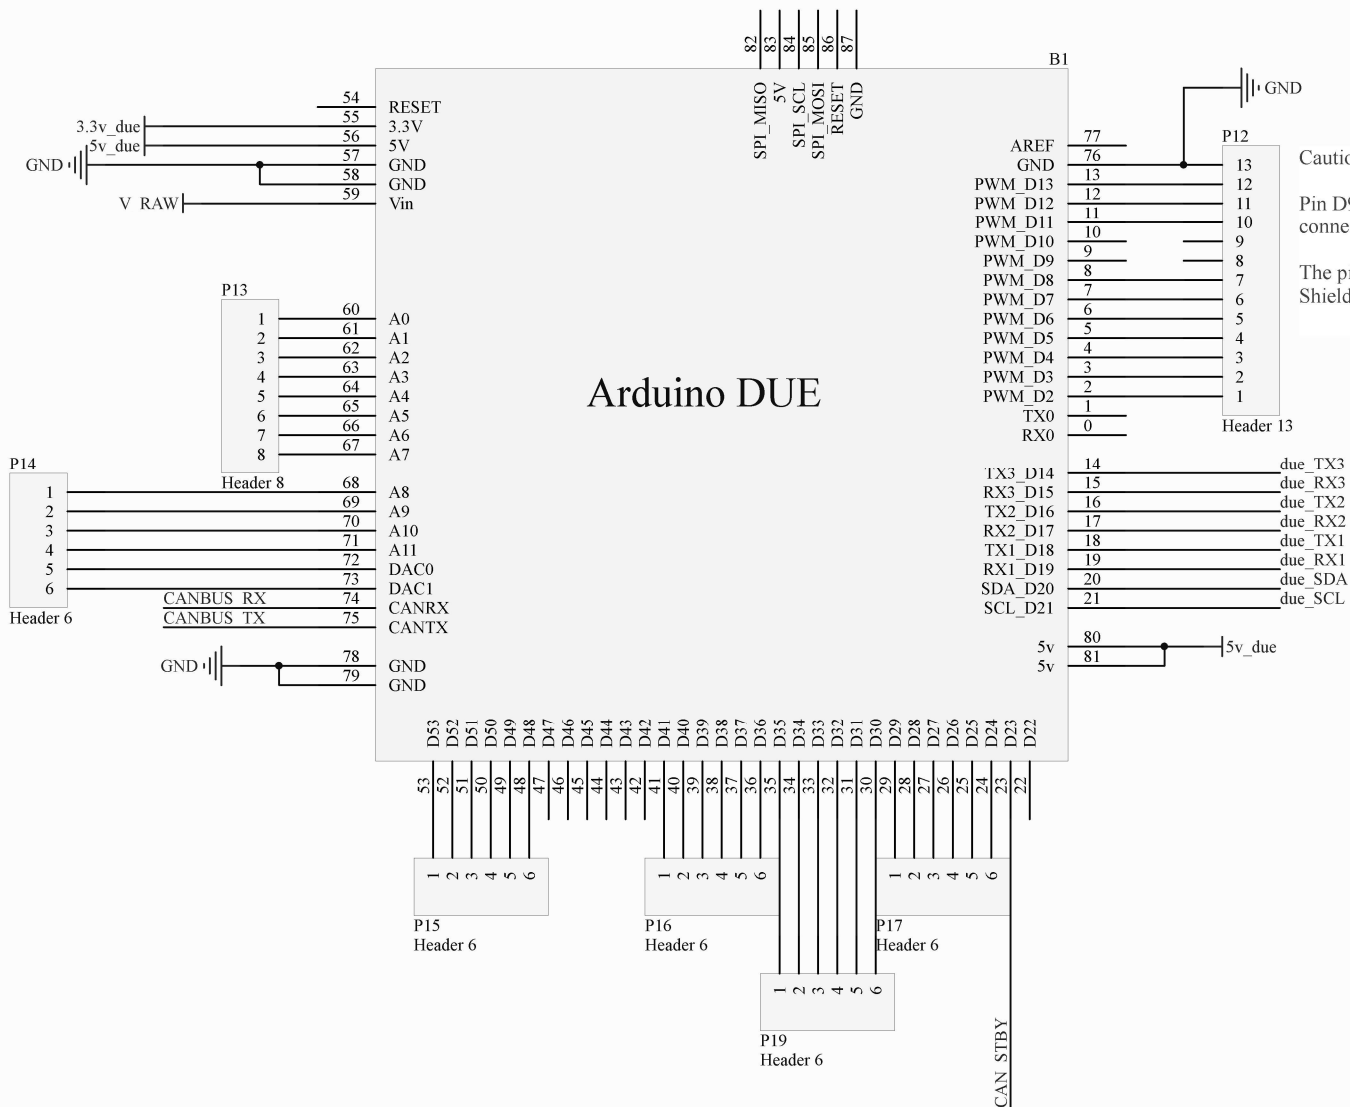 82 83 84 85 86 87
SPI_MISO 5V SPI_SCL SPI_MOSI RESET GND
B1
54 RESET
3.3v_due 55 3.3V
5v_due 56 5V
GND 57 GND
58 GND
V_RAW 59 Vin
P13
1 60 A0
2 61 A1
3 62 A2
4 63 A3
5 64 A4
6 65 A5
7 66 A6
8 67 A7
Header 8
P14
1 68 A8
2 69 A9
3 70 A10
4 71 A11
5 72 DAC0
6 73 DAC1
Header 6
CANBUS_RX 74 CANRX
CANBUS_TX 75 CANTX
GND 78 GND
79 GND
Arduino DUE
GND
P12
AREF 77
GND 76 13
PWM_D13 13 12
PWM_D12 12 11
PWM_D11 11 10
PWM_D10 10 9
PWM_D9 9 8
PWM_D8 8 7
PWM_D7 7 6
PWM_D6 6 5
PWM_D5 5 4
PWM_D4 4 3
PWM_D3 3 2
PWM_D2 2 1
TX0 1
RX0 0
Header 13
Pin D9
Shield
TX3_D14 14 due_TX3
RX3_D15 15 due_RX3
TX2_D16 16 due_TX2
RX2_D17 17 due_RX2
TX1_D18 18 due_TX1
RX1_D19 19 due_RX1
SDA_D20 20 due_SDA
SCL_D21 21 due_SCL
5v 80 5v_due
5v 81
D53 D52 D51 D50 D49 D48 D47 D46 D45 D44 D43 D42 D41 D40 D39 D38 D37 D36 D35 D34 D33 D32 D31 D30 D29 D28 D27 D26 D25 D24 D23 D22
53 52 51 50 49 48 47 46 45 44 43 42 41 40 39 38 37 36 35 34 33 32 31 30 29 28 27 26 25 24 23 22
1 2 3 4 5 6
P15
Header 6
1 2 3 4 5 6
P16
Header 6
1 2 3 4 5 6
P17
Header 6
1 2 3 4 5 6
P19
Header 6
CAN_STBY